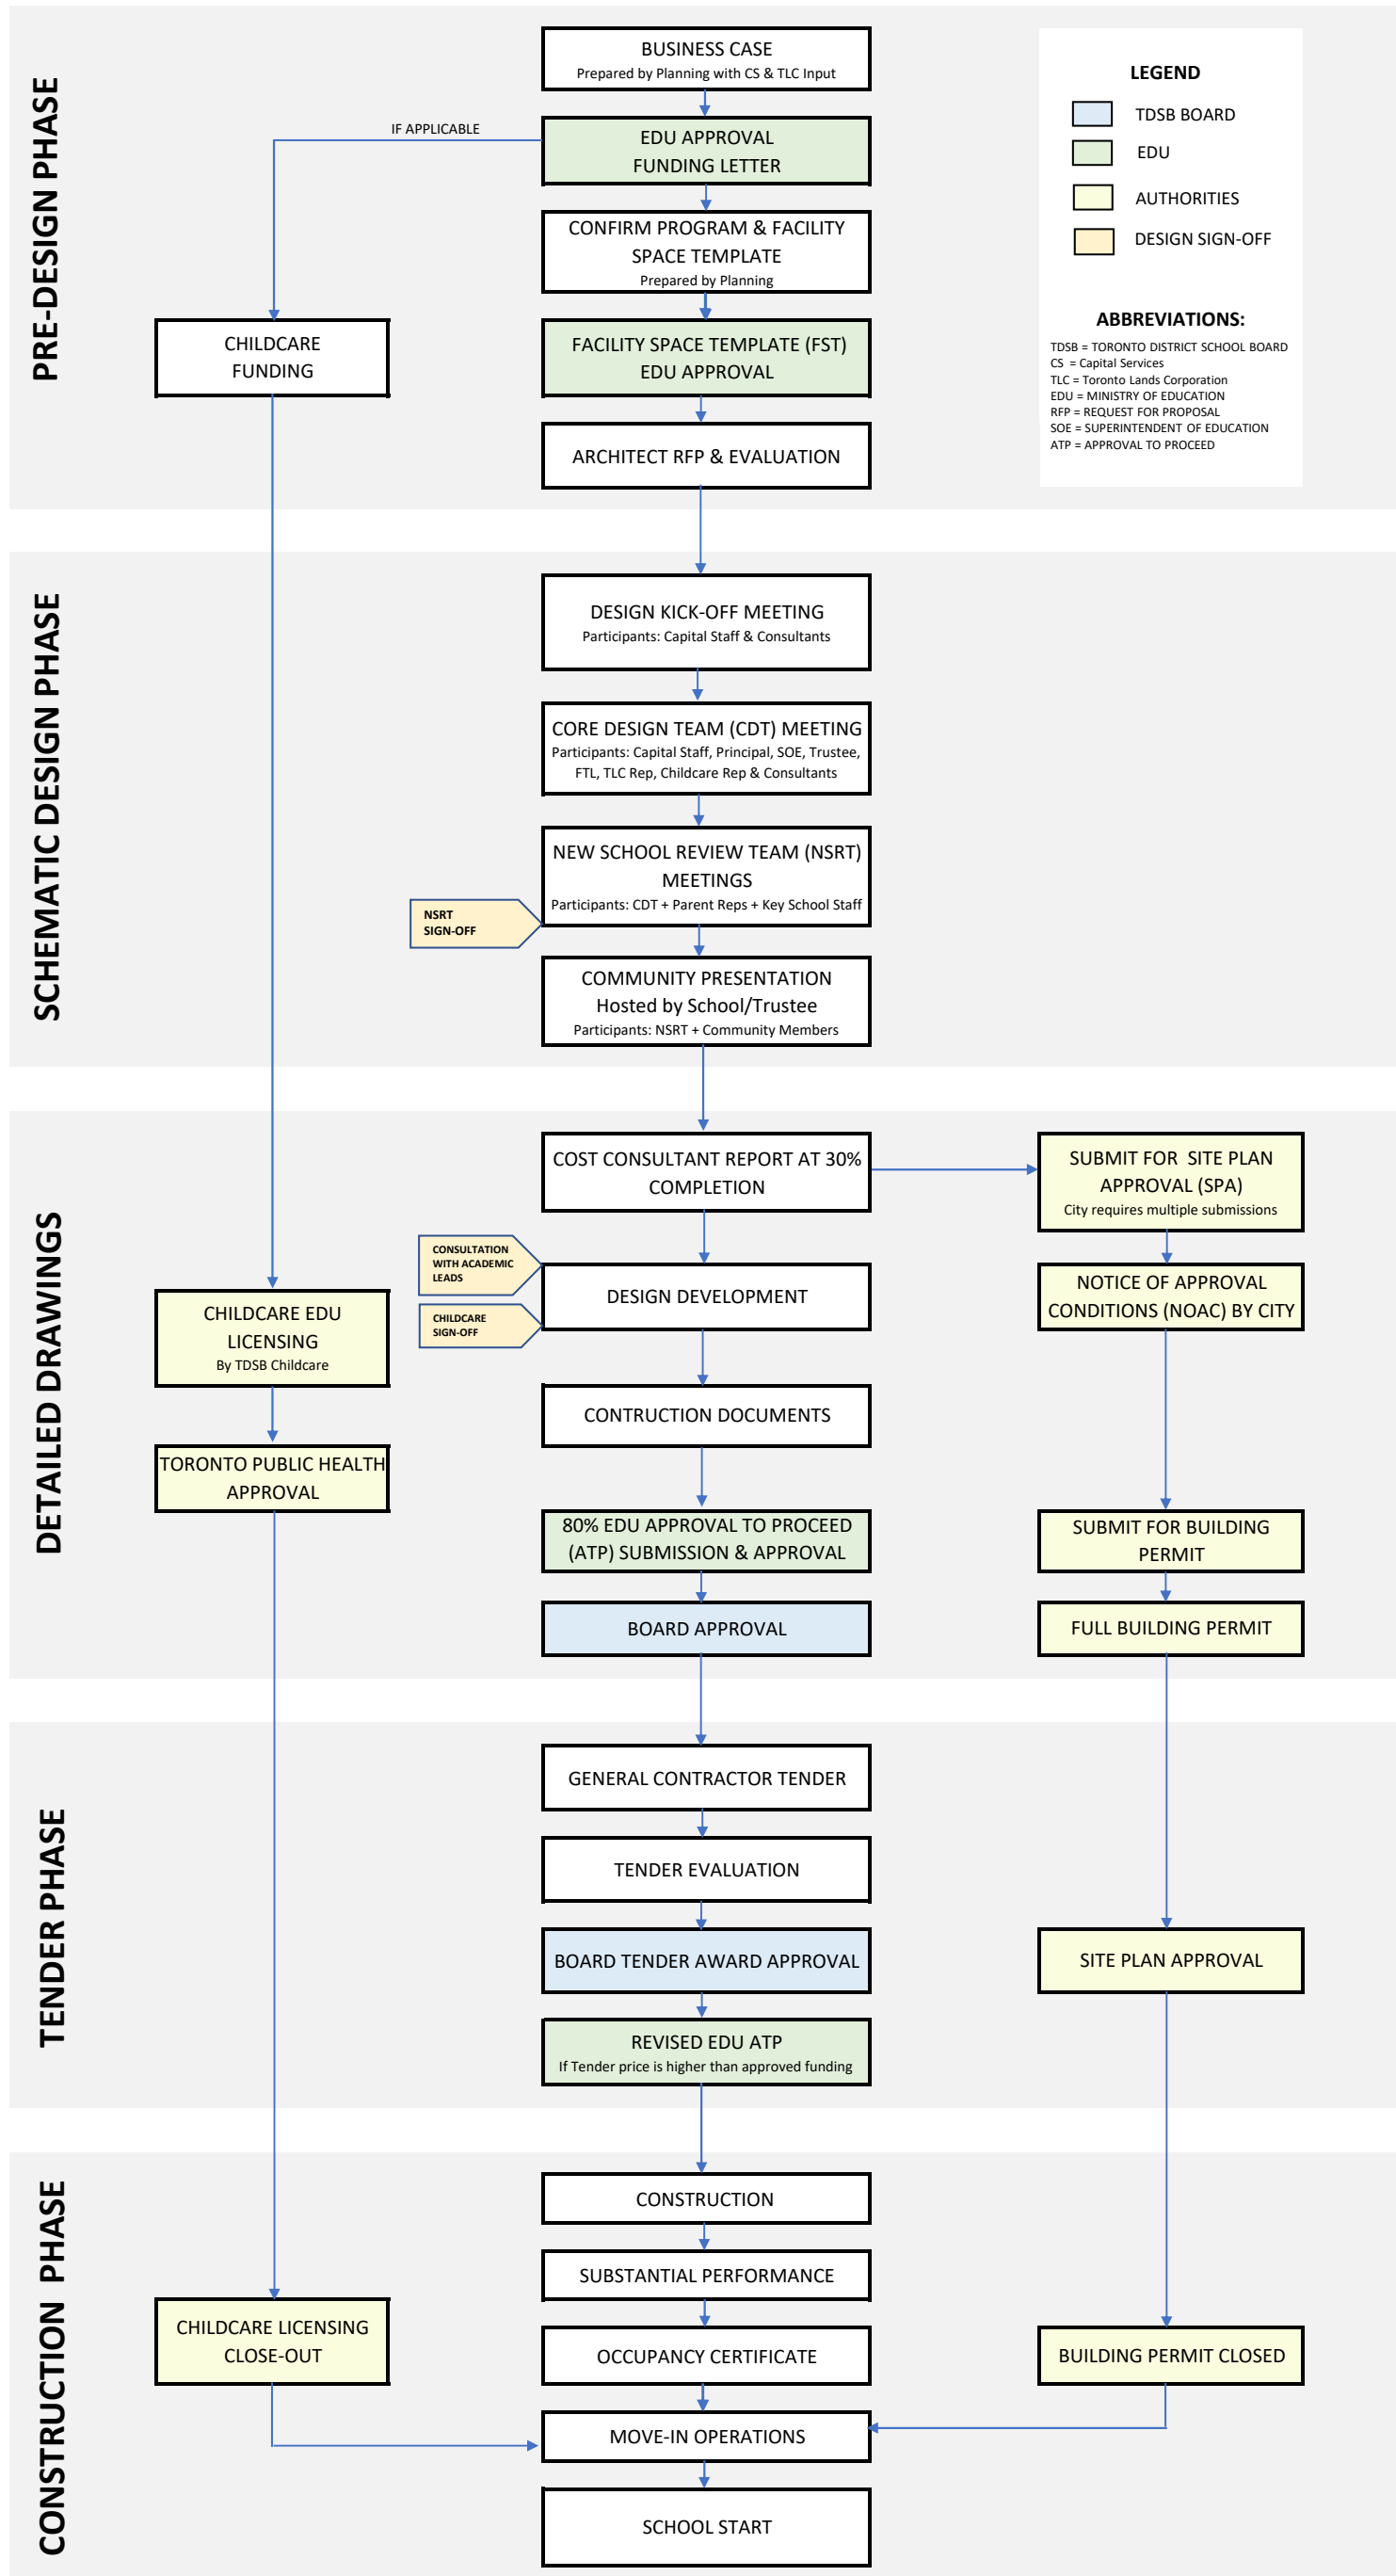 PRE-DESIGN PHASE
BUSINESS CASE
Prepared by Planning with CS & TLC Input
IF APPLICABLE
EDU APPROVAL
FUNDING LETTER
CONFIRM PROGRAM & FACILITY
SPACE TEMPLATE
Prepared by Planning
CHILDCARE
FUNDING
FACILITY SPACE TEMPLATE (FST)
EDU APPROVAL
ARCHITECT RFP & EVALUATION
LEGEND
TDSB BOARD
EDU
AUTHORITIES
DESIGN SIGN-OFF
ABBREVIATIONS:
TDSB = TORONTO DISTRICT SCHOOL BOARD
CS = Capital Services
TLC = Toronto Lands Corporation
EDU = MINISTRY OF EDUCATION
RFP = REQUEST FOR PROPOSAL
SOE = SUPERINTENDENT OF EDUCATION
ATP = APPROVAL TO PROCEED
SCHEMATIC DESIGN PHASE
DESIGN KICK-OFF MEETING
Participants: Capital Staff & Consultants
CORE DESIGN TEAM (CDT) MEETING
Participants: Capital Staff, Principal, SOE, Trustee,
FTL, TLC Rep, Childcare Rep & Consultants
NEW SCHOOL REVIEW TEAM (NSRT)
MEETINGS
Participants: CDT + Parent Reps + Key School Staff
NSRT
SIGN-OFF
COMMUNITY PRESENTATION
Hosted by School/Trustee
Participants: NSRT + Community Members
DETAILED DRAWINGS
COST CONSULTANT REPORT AT 30%
COMPLETION
SUBMIT FOR SITE PLAN
APPROVAL (SPA)
City requires multiple submissions
CONSULTATION
WITH ACADEMIC
LEADS
CHILDCARE
SIGN-OFF
DESIGN DEVELOPMENT
NOTICE OF APPROVAL
CONDITIONS (NOAC) BY CITY
CHILDCARE EDU
LICENSING
By TDSB Childcare
CONTRUCTION DOCUMENTS
TORONTO PUBLIC HEALTH
APPROVAL
80% EDU APPROVAL TO PROCEED
(ATP) SUBMISSION & APPROVAL
SUBMIT FOR BUILDING
PERMIT
BOARD APPROVAL
FULL BUILDING PERMIT
TENDER PHASE
GENERAL CONTRACTOR TENDER
TENDER EVALUATION
BOARD TENDER AWARD APPROVAL
SITE PLAN APPROVAL
REVISED EDU ATP
If Tender price is higher than approved funding
CONSTRUCTION PHASE
CONSTRUCTION
SUBSTANTIAL PERFORMANCE
CHILDCARE LICENSING
CLOSE-OUT
OCCUPANCY CERTIFICATE
BUILDING PERMIT CLOSED
MOVE-IN OPERATIONS
SCHOOL START